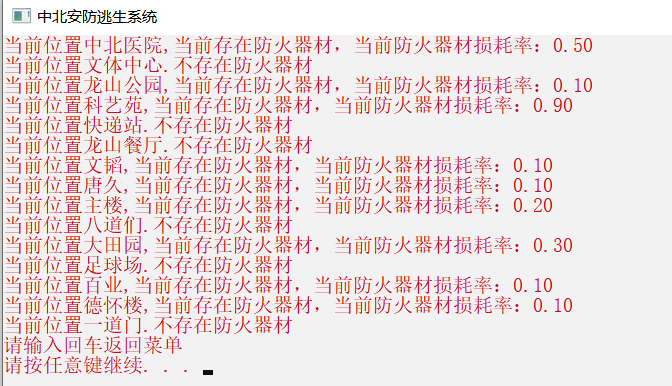 中北安防逃生系统
当前位置中北医院,当前存在防火器材，当前防火器材损耗率：0.50
当前位置文体中心.不存在防火器材
当前位置龙山公园,当前存在防火器材，当前防火器材损耗率：0.10
当前位置科艺苑,当前存在防火器材，当前防火器材损耗率：0.90
当前位置快递站.不存在防火器材
当前位置龙山餐厅.不存在防火器材
当前位置文韬,当前存在防火器材，当前防火器材损耗率：0.10
当前位置唐久,当前存在防火器材，当前防火器材损耗率：0.10
当前位置主楼,当前存在防火器材，当前防火器材损耗率：0.20
当前位置八道们.不存在防火器材
当前位置大田园,当前存在防火器材，当前防火器材损耗率：0.30
当前位置足球场.不存在防火器材
当前位置百业,当前存在防火器材，当前防火器材损耗率：0.10
当前位置德怀楼,当前存在防火器材，当前防火器材损耗率：0.10
当前位置一道门.不存在防火器材
请输入回车返回菜单
请按任意键继续. . .